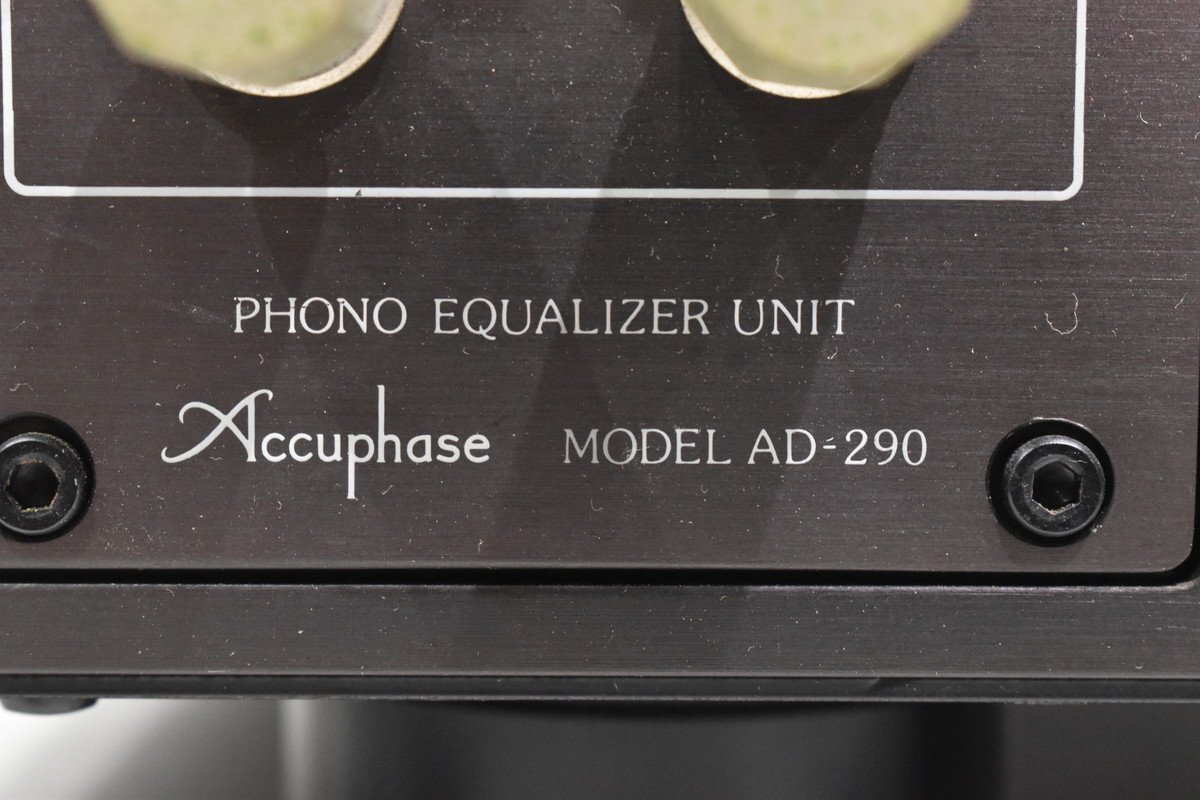 PHONO EQUALIZER UNIT
Accuphase MODEL AD-290